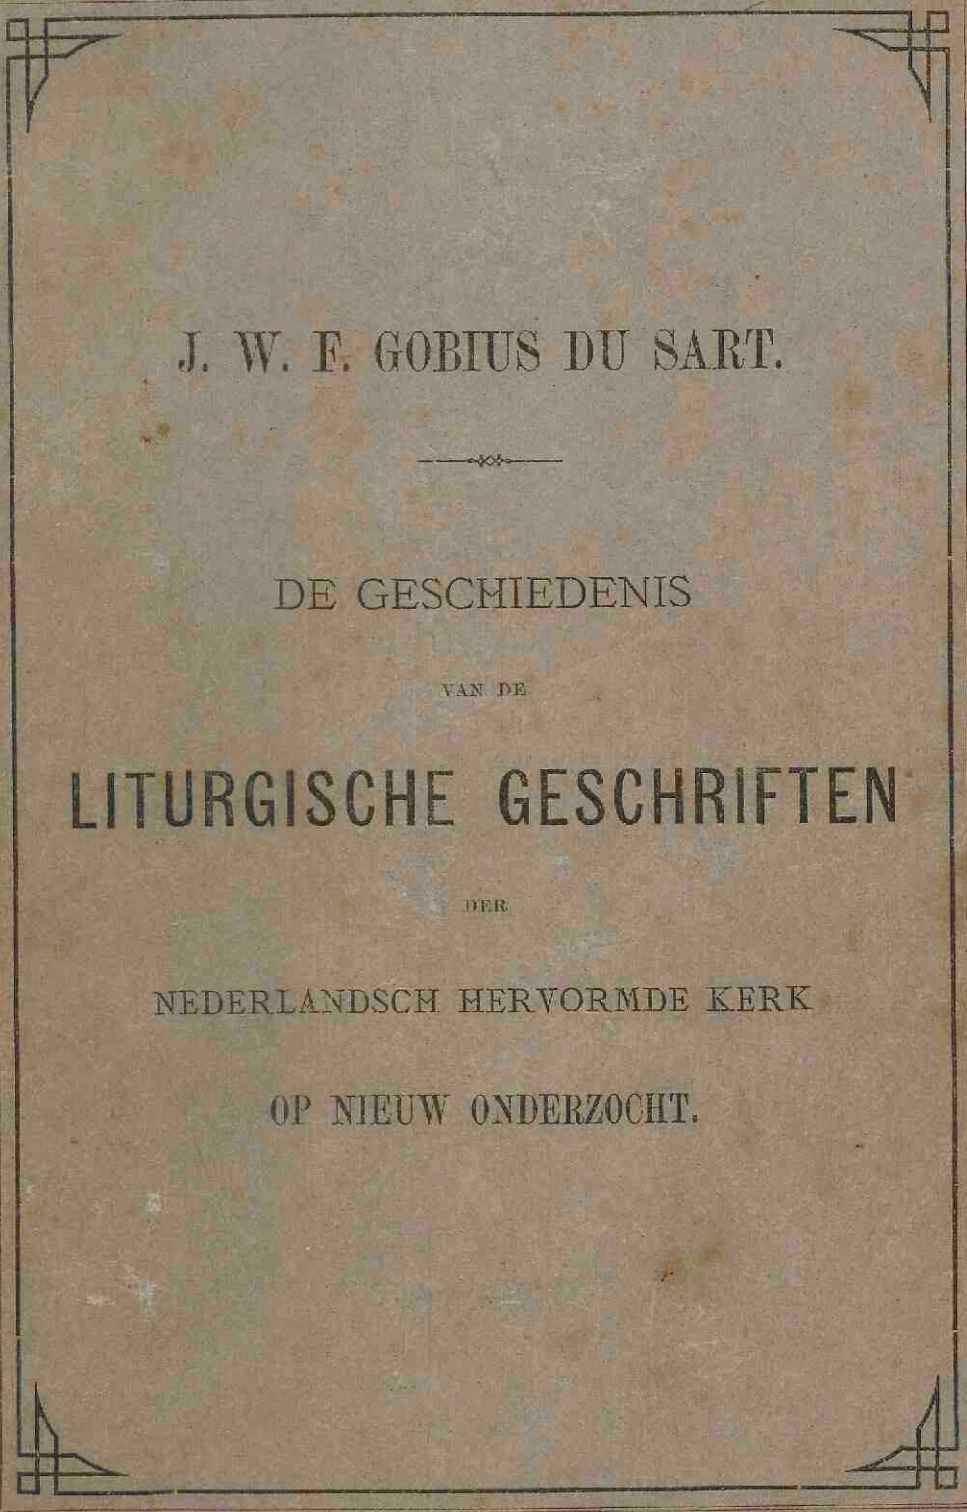 J. W. F. GOBIUS DU SART.
DE GESCHIEDENIS
VAN DE
LITURGISCHE GESCHRIFTEN
DER
NEDERLANDSCH HERVORMDE KERK
OP NIEUW ONDERZOCHT.